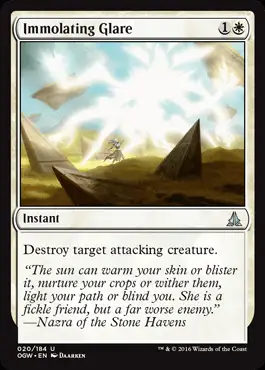 Immolating Glare
1
Instant
Destroy target attacking creature.
“The sun can warm your skin or blister
it, nurture your crops or wither them,
light your path or blind you. She is a
fickle friend, but a far worse enemy.”
—Nazra of the Stone Havens
020/184 U
OGW • EN DAARKEN
™ & © 2016 Wizards of the Coast